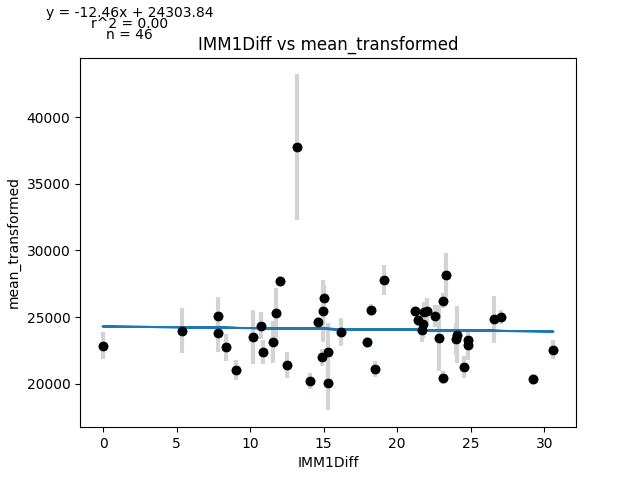 y = -12.46x + 24303.84
r^2 = 0.00
n = 46
IMM1Diff vs mean_transformed
mean_transformed
40000
35000
30000
25000
20000
0 5 10 15 20 25 30
IMM1Diff